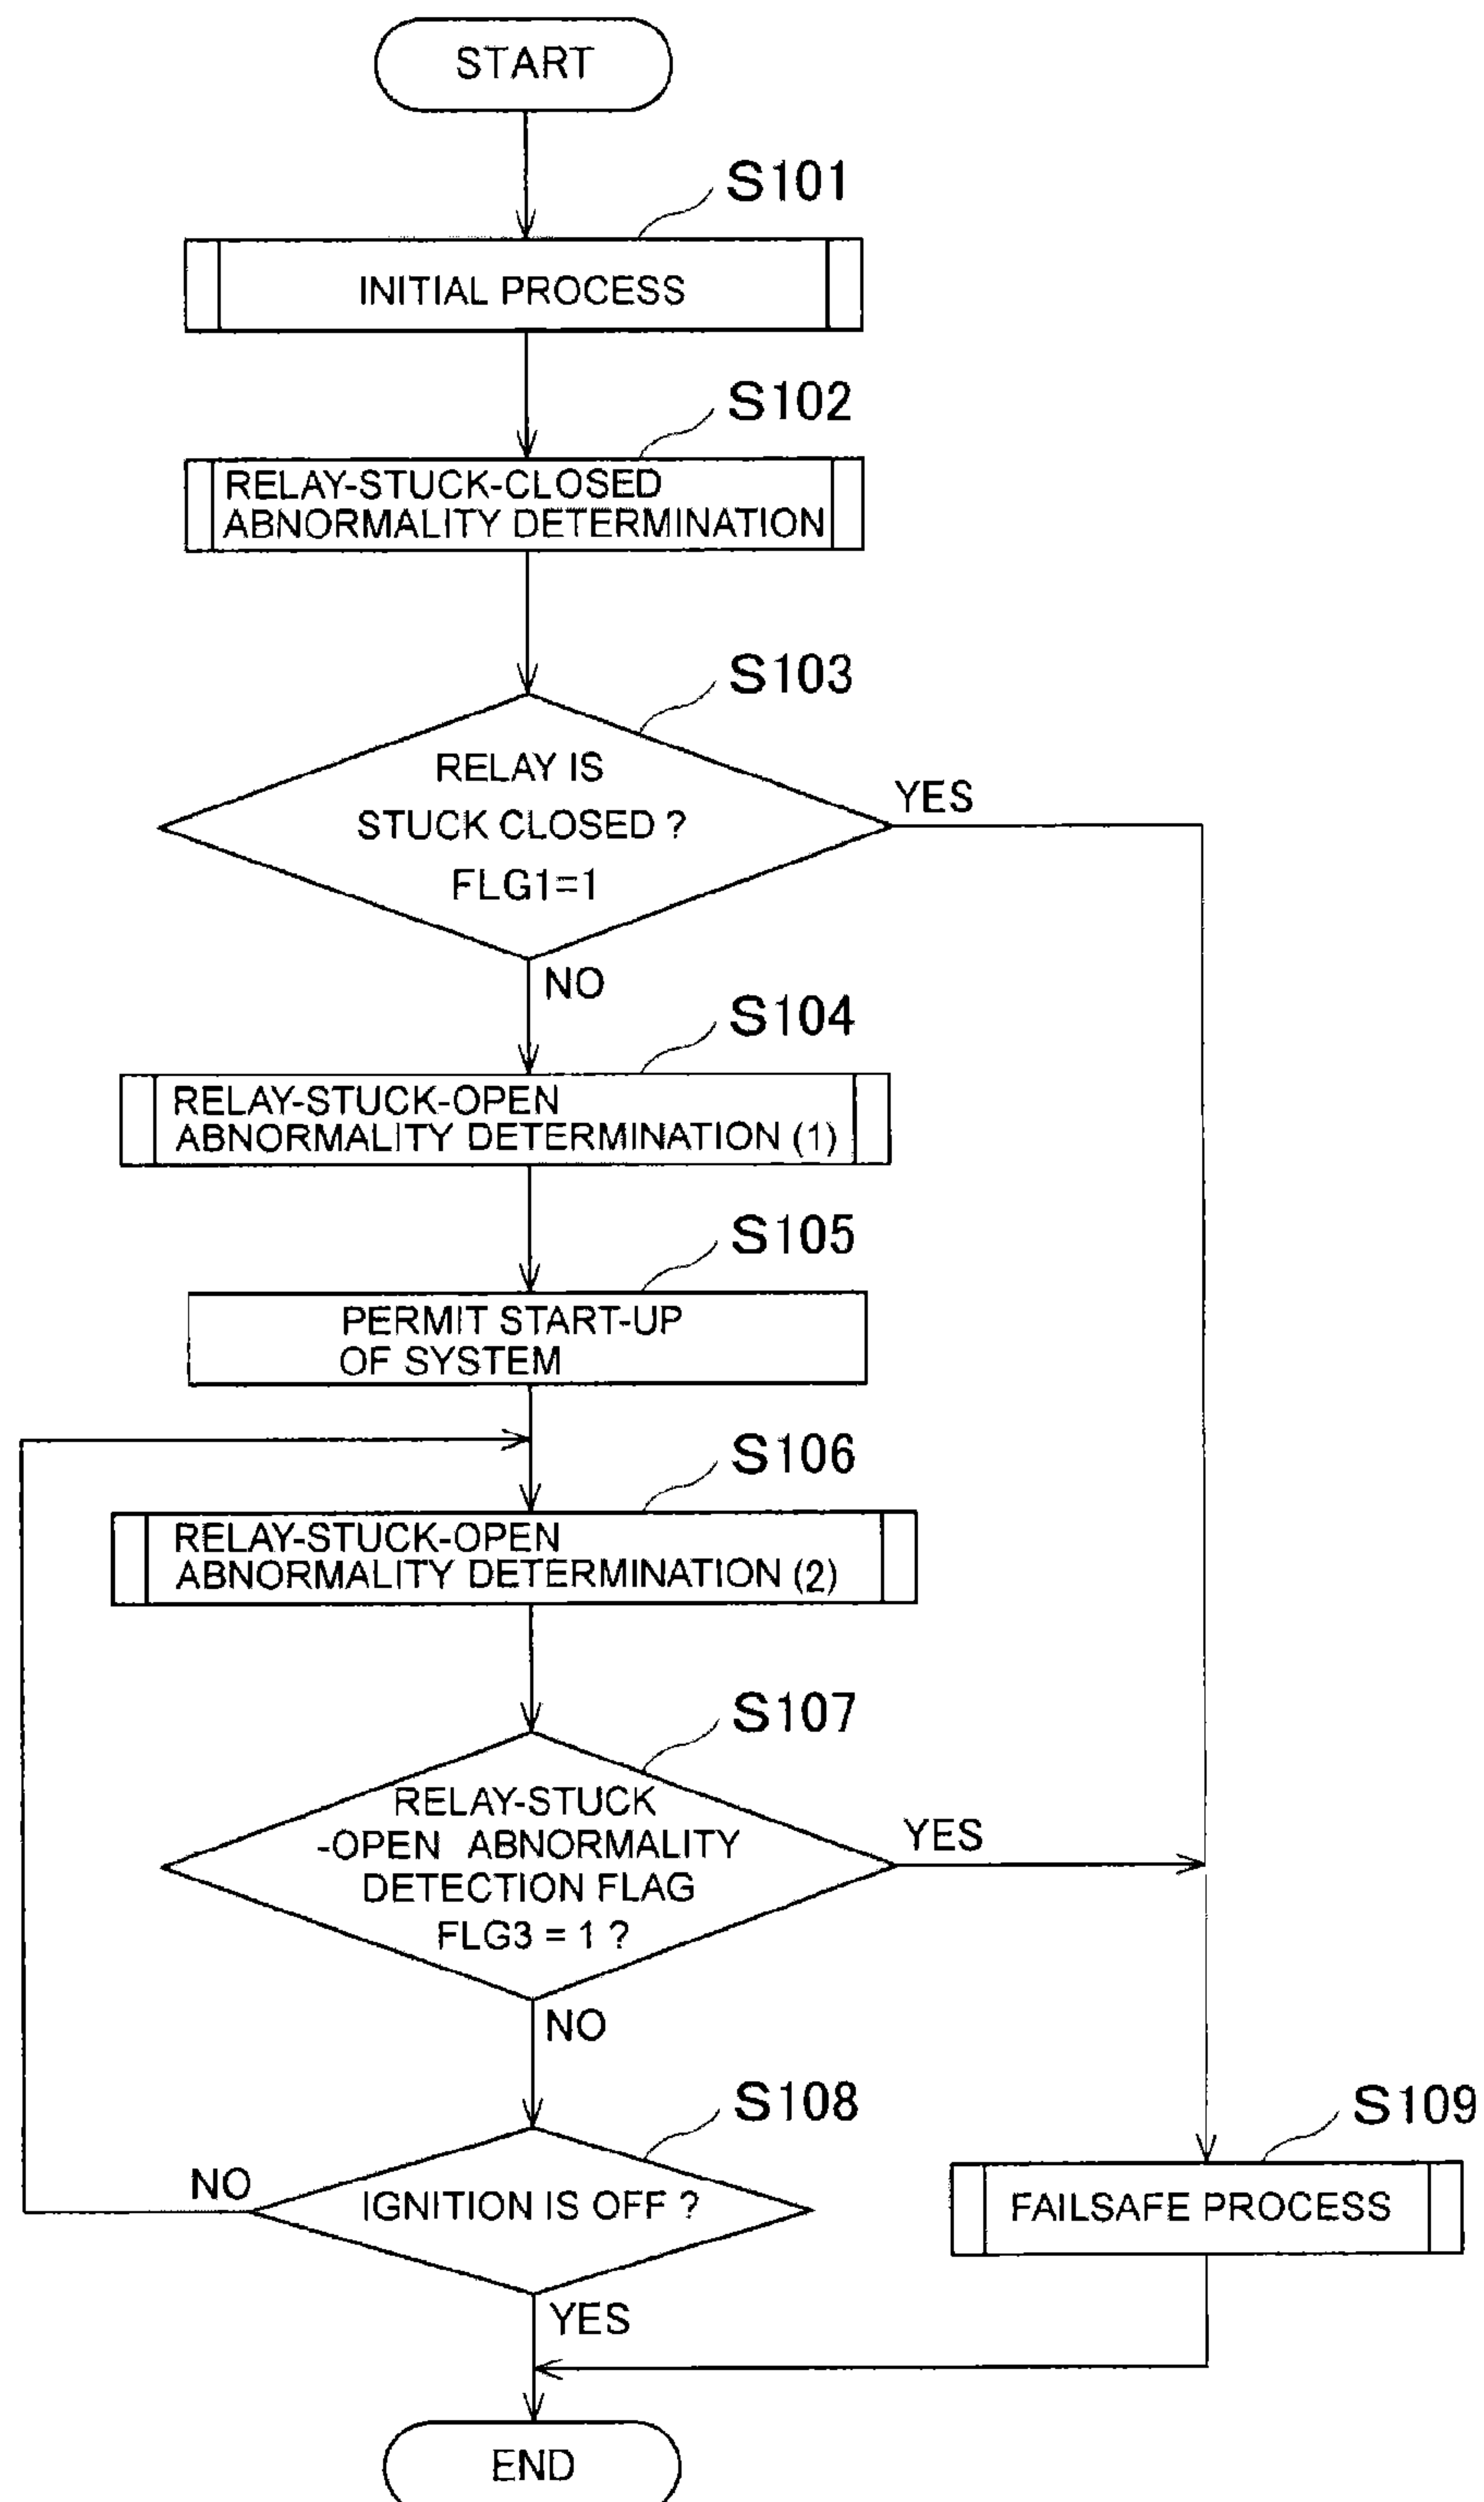 START
S101
INITIAL PROCESS
S102
RELAY-STUCK-CLOSED
ABNORMALITY DETERMINATION
S103
RELAY IS
STUCK CLOSED ?
FLG1=1
YES
NO
S104
RELAY-STUCK-OPEN
ABNORMALITY DETERMINATION (1)
S105
PERMIT START-UP
OF SYSTEM
S106
RELAY-STUCK-OPEN
ABNORMALITY DETERMINATION (2)
S107
RELAY-STUCK
-OPEN ABNORMALITY
DETECTION FLAG
FLG3 = 1 ?
YES
NO
S108
IGNITION IS OFF ?
NO
YES
S109
FAILSAFE PROCESS
END